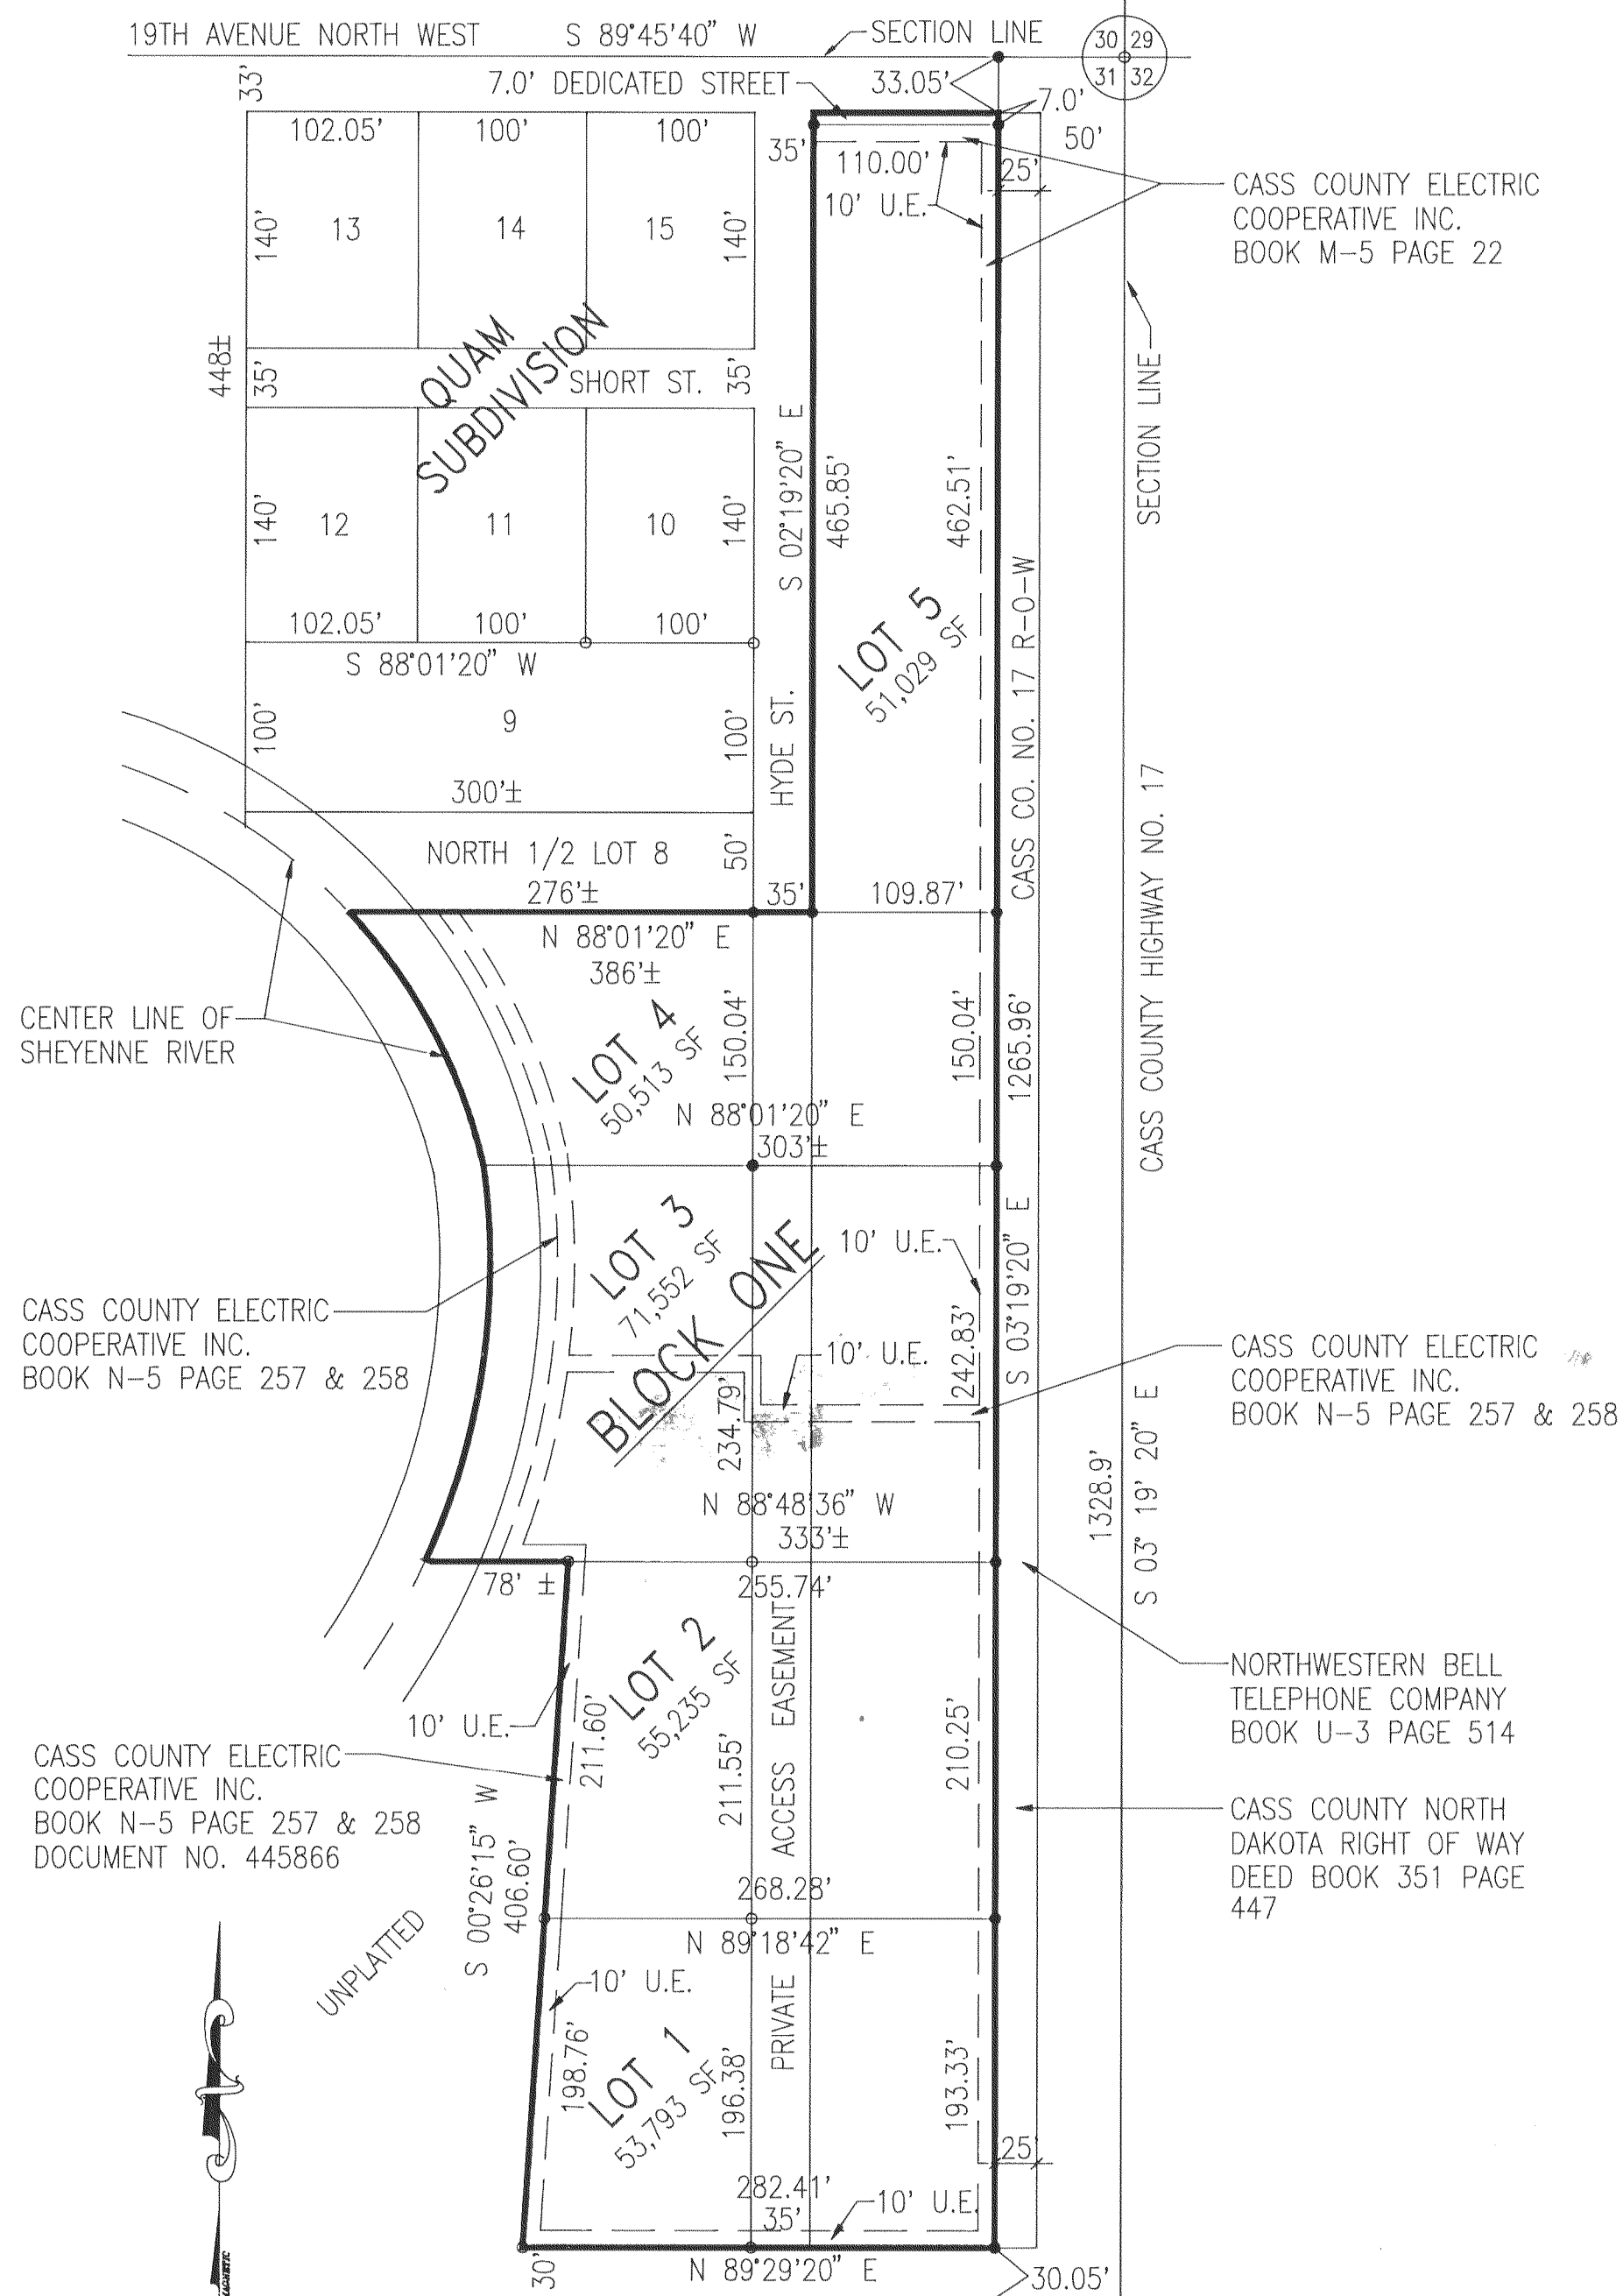 19TH AVENUE NORTH WEST S 89°45'40" W
SECTION LINE
30 29
31 32
33'
7.0' DEDICATED STREET
33.05'
7.0'
50'
102.05' 100' 100'
35'
110.00'
25'
10' U.E.
CASS COUNTY ELECTRIC
COOPERATIVE INC.
BOOK M-5 PAGE 22
140' 13 14 15 140'
QUAM
SUBDIVISION
448±
35' SHORT ST. 35'
SECTION LINE
S 02°19'20" E
465.85'
462.51'
140' 12 11 10 140'
102.05' 100' 100'
S 88°01'20" W
LOT 5
51,029 SF
CASS CO. NO. 17 R-O-W
100' 9 100'
HYDE ST.
300'±
NORTH 1/2 LOT 8 50'
276'± 35' 109.87'
N 88°01'20" E
386'±
CASS COUNTY HIGHWAY NO. 17
CENTER LINE OF
SHEYENNE RIVER
LOT 4
50,513 SF
150.04'
150.04'
1265.96'
N 88°01'20" E
303'±
LOT 3
71,552 SF
10' U.E.
S 03°19'20" E
BLOCK ONE
CASS COUNTY ELECTRIC
COOPERATIVE INC.
BOOK N-5 PAGE 257 & 258
10' U.E.
242.83'
234.79'
CASS COUNTY ELECTRIC
COOPERATIVE INC.
BOOK N-5 PAGE 257 & 258
1328.9'
S 03° 19' 20" E
N 88°48'36" W
333'±
78' ±
255.74'
LOT 2
55,235 SF
NORTHWESTERN BELL
TELEPHONE COMPANY
BOOK U-3 PAGE 514
10' U.E.
211.60'
211.55'
210.25'
PRIVATE ACCESS EASEMENT
CASS COUNTY ELECTRIC
COOPERATIVE INC.
BOOK N-5 PAGE 257 & 258
DOCUMENT NO. 445866
S 00°26'15" W
406.60'
CASS COUNTY NORTH
DAKOTA RIGHT OF WAY
DEED BOOK 351 PAGE
447
268.28'
N 89°18'42" E
UNPLATTED
10' U.E.
198.76'
LOT 1
53,793 SF
196.38'
193.33'
25'
282.41'
35'
10' U.E.
30'
N 89°29'20" E
30.05'